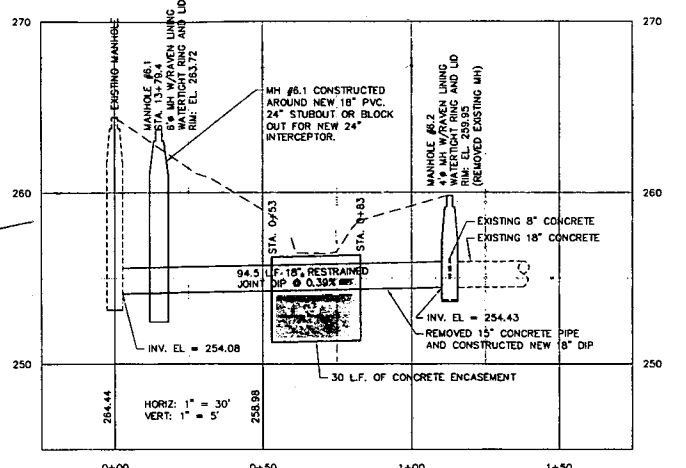 270
270
EXISTING MANHOLE
MANHOLE #6.1
STA. 13+79.4
6'ø MH W/RAVEN LINING
WATERTIGHT RING AND LID
RIM: EL. 263.72
MH #6.1 CONSTRUCTED
AROUND NEW 18" PVC.
24" STUBOUT OR BLOCK
OUT FOR NEW 24"
INTERCEPTOR.
MANHOLE #6.2
4'ø MH W/RAVEN LINING
WATERTIGHT RING AND LID
RIM: EL 259.95
(REMOVED EXISTING MH)
260
260
STA. 0+53
STA. 0+83
EXISTING 8" CONCRETE
EXISTING 18" CONCRETE
94.5 L.F-18"ø RESTRAINED
JOINT DIP @ 0.39%
INV. EL = 254.08
INV. EL = 254.43
REMOVED 15" CONCRETE PIPE
AND CONSTRUCTED NEW 18" DIP
250
250
30 L.F. OF CONCRETE ENCASEMENT
264.44
HORIZ: 1" = 30'
VERT: 1" = 5'
258.98
0+00
0+50
1+00
1+50